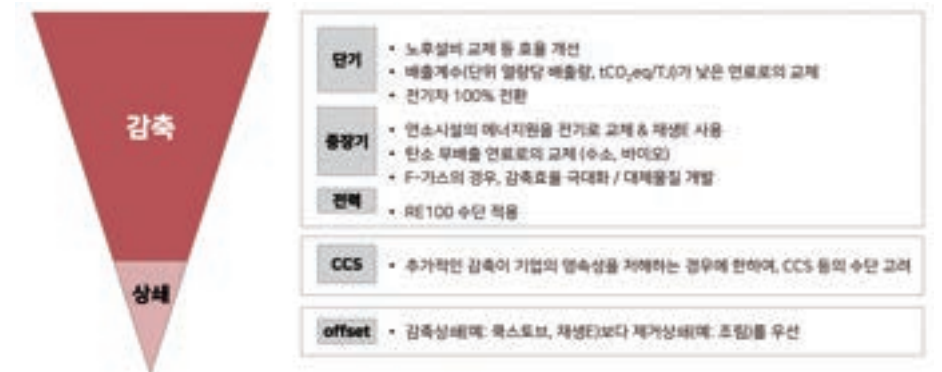 감축
상쇄
단기
• 노후설비 교체 등 효율 개선
• 배출계수(단위 열량당 배출량, tCO₂eq/TJ)가 낮은 연료로의 교체
• 전기차 100% 전환
중장기
• 연소시설의 에너지원을 전기로 교체 & 재생E 사용
• 탄소 무배출 연료로의 교체 (수소, 바이오)
• F-가스의 경우, 감축효율 극대화 / 대체물질 개발
전력
• RE100 수단 적용
CCS
• 추가적인 감축이 기업의 영속성을 저해하는 경우에 한하여, CCS 등의 수단 고려
offset
• 감축상쇄(예: 쿡스토브, 재생E)보다 제거상쇄(예: 조림)를 우선